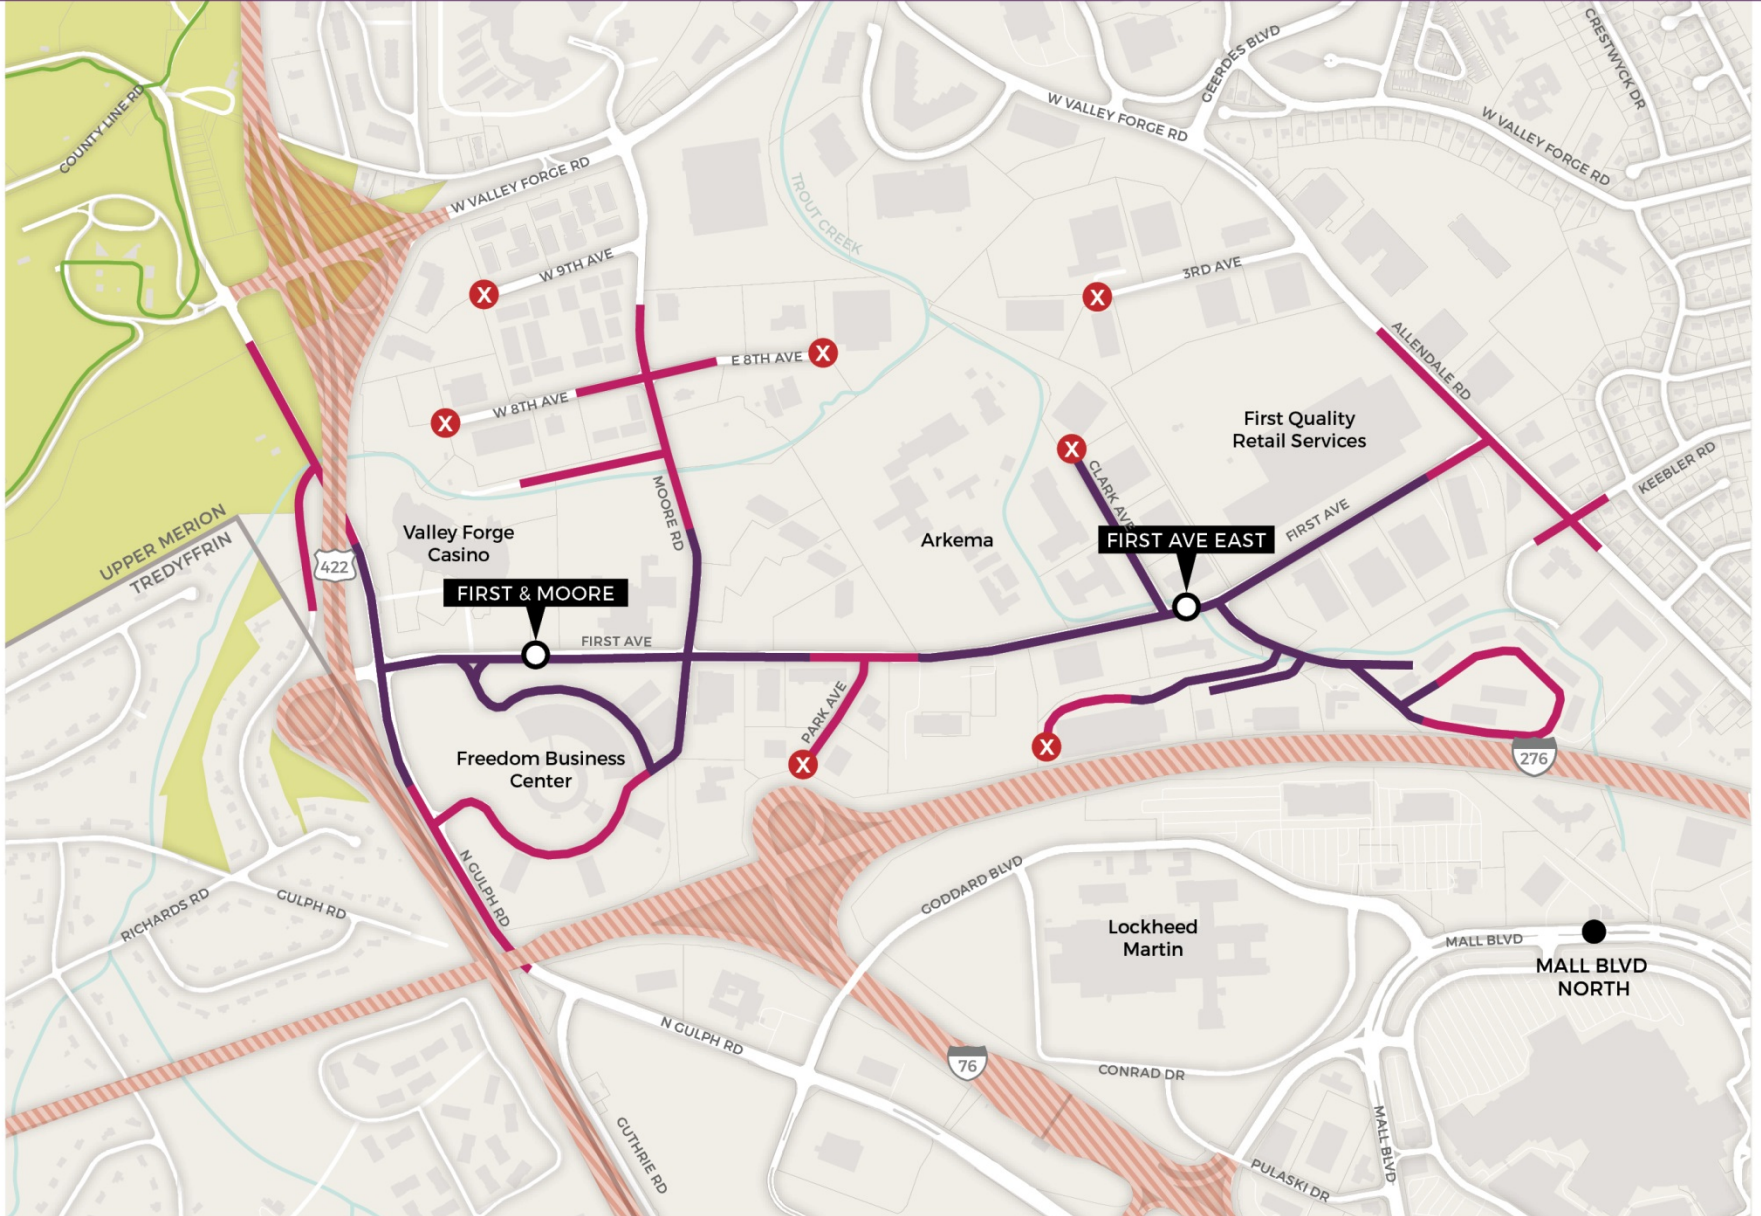 CRESTWYCK DR
GEERDES BLVD
W VALLEY FORGE RD
W VALLEY FORGE RD
COUNTY LINE RD
W VALLEY FORGE RD
TROUT CREEK
W 9TH AVE
X
3RD AVE
X
E 8TH AVE
X
ALLENDALE RD
W 8TH AVE
X
First Quality
Retail Services
X
CLARK AVE
KEEBLER RD
MOORE RD
UPPER MERION
TREDYFFRIN
Valley Forge
Casino
Arkema
FIRST AVE EAST
FIRST AVE
422
FIRST & MOORE
FIRST AVE
PARK AVE
X
X
276
Freedom Business
Center
N GULPH RD
GODDARD BLVD
RICHARDS RD
GULPH RD
Lockheed
Martin
MALL BLVD
MALL BLVD
NORTH
N GULPH RD
76
CONRAD DR
GUTHRIE RD
MALL BLVD
PULASKI DR